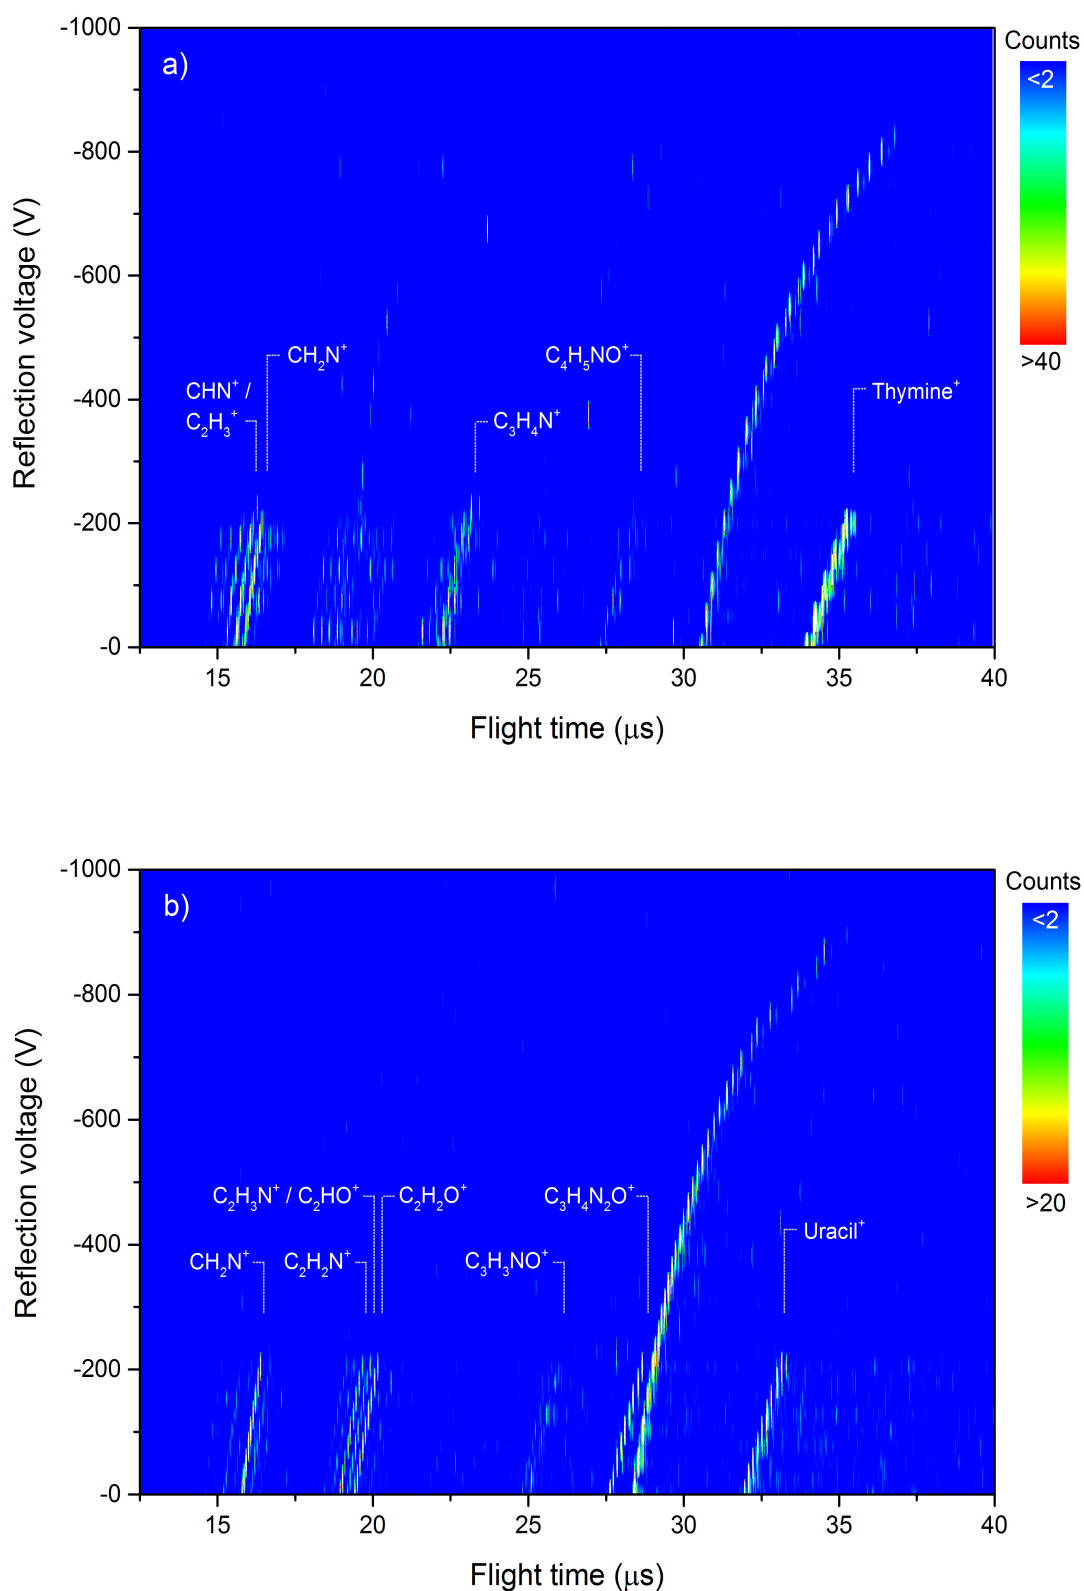 -1000
Counts
a)
<2
-800
Reflection voltage (V)
-600
CH₂N⁺
C₄H₅NO⁺
>40
-400
CHN⁺ /
C₂H₃⁺
Thymine⁺
C₃H₄N⁺
-200
-0
15 20 25 30 35 40
Flight time (μs)
-1000
Counts
b)
<2
-800
Reflection voltage (V)
-600
C₂H₃N⁺ / C₂HO⁺
C₂H₂O⁺
C₃H₄N₂O⁺
>20
Uracil⁺
-400
CH₂N⁺
C₂H₂N⁺
C₃H₃NO⁺
-200
-0
15 20 25 30 35 40
Flight time (μs)